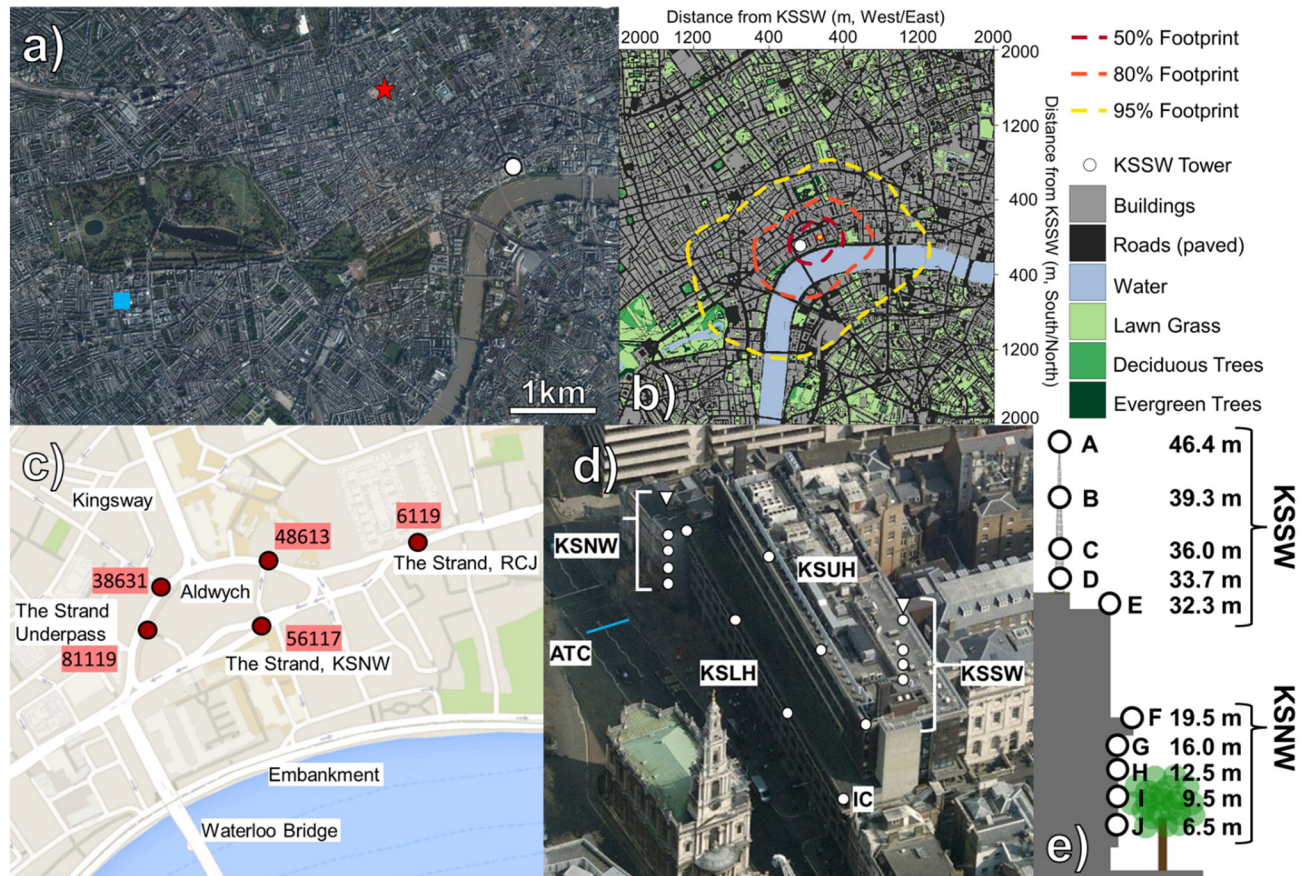 a)
1km
Distance from KSSW (m, West/East)
2000 1200 400 400 1200 2000
2000
1200
400
400
1200
2000
Distance from KSSW (m, South/North)
b)
50% Footprint
80% Footprint
95% Footprint
KSSW Tower
Buildings
Roads (paved)
Water
Lawn Grass
Deciduous Trees
Evergreen Trees
c)
Kingsway
6119
48613
The Strand, RCJ
38631
Aldwych
The Strand
Underpass
81119
56117
The Strand, KSNW
Embankment
Waterloo Bridge
d)
KSNW
KSUH
ATC
KSLH
KSSW
IC
A 46.4 m
B 39.3 m
C 36.0 m
D 33.7 m
E 32.3 m
KSSW
F 19.5 m
G 16.0 m
H 12.5 m
I 9.5 m
J 6.5 m
KSNW
e)